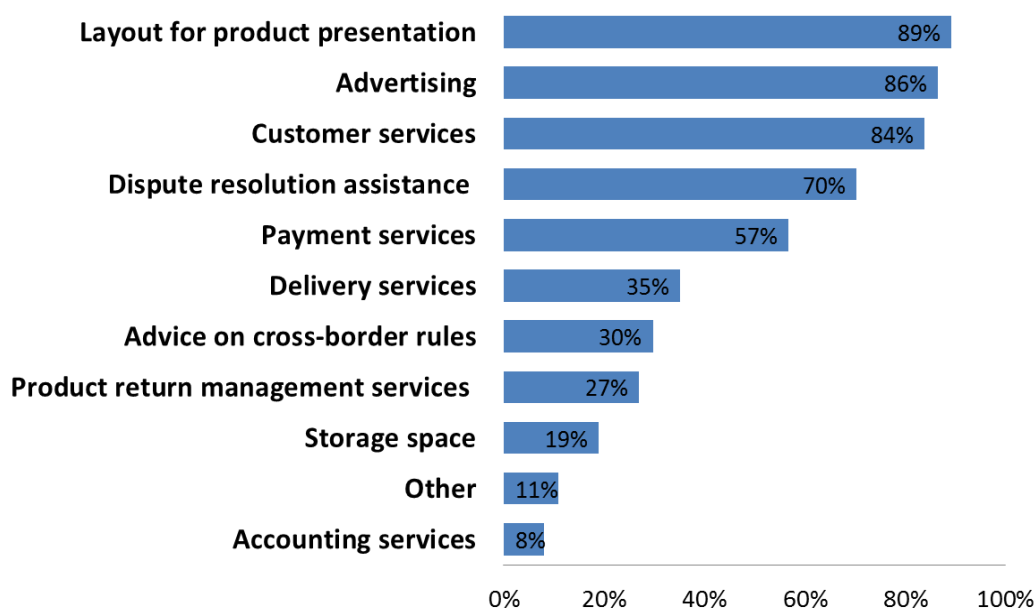 Layout for product presentation 89%
Advertising 86%
Customer services 84%
Dispute resolution assistance 70%
Payment services 57%
Delivery services 35%
Advice on cross-border rules 30%
Product return management services 27%
Storage space 19%
Other 11%
Accounting services 8%
0% 20% 40% 60% 80% 100%